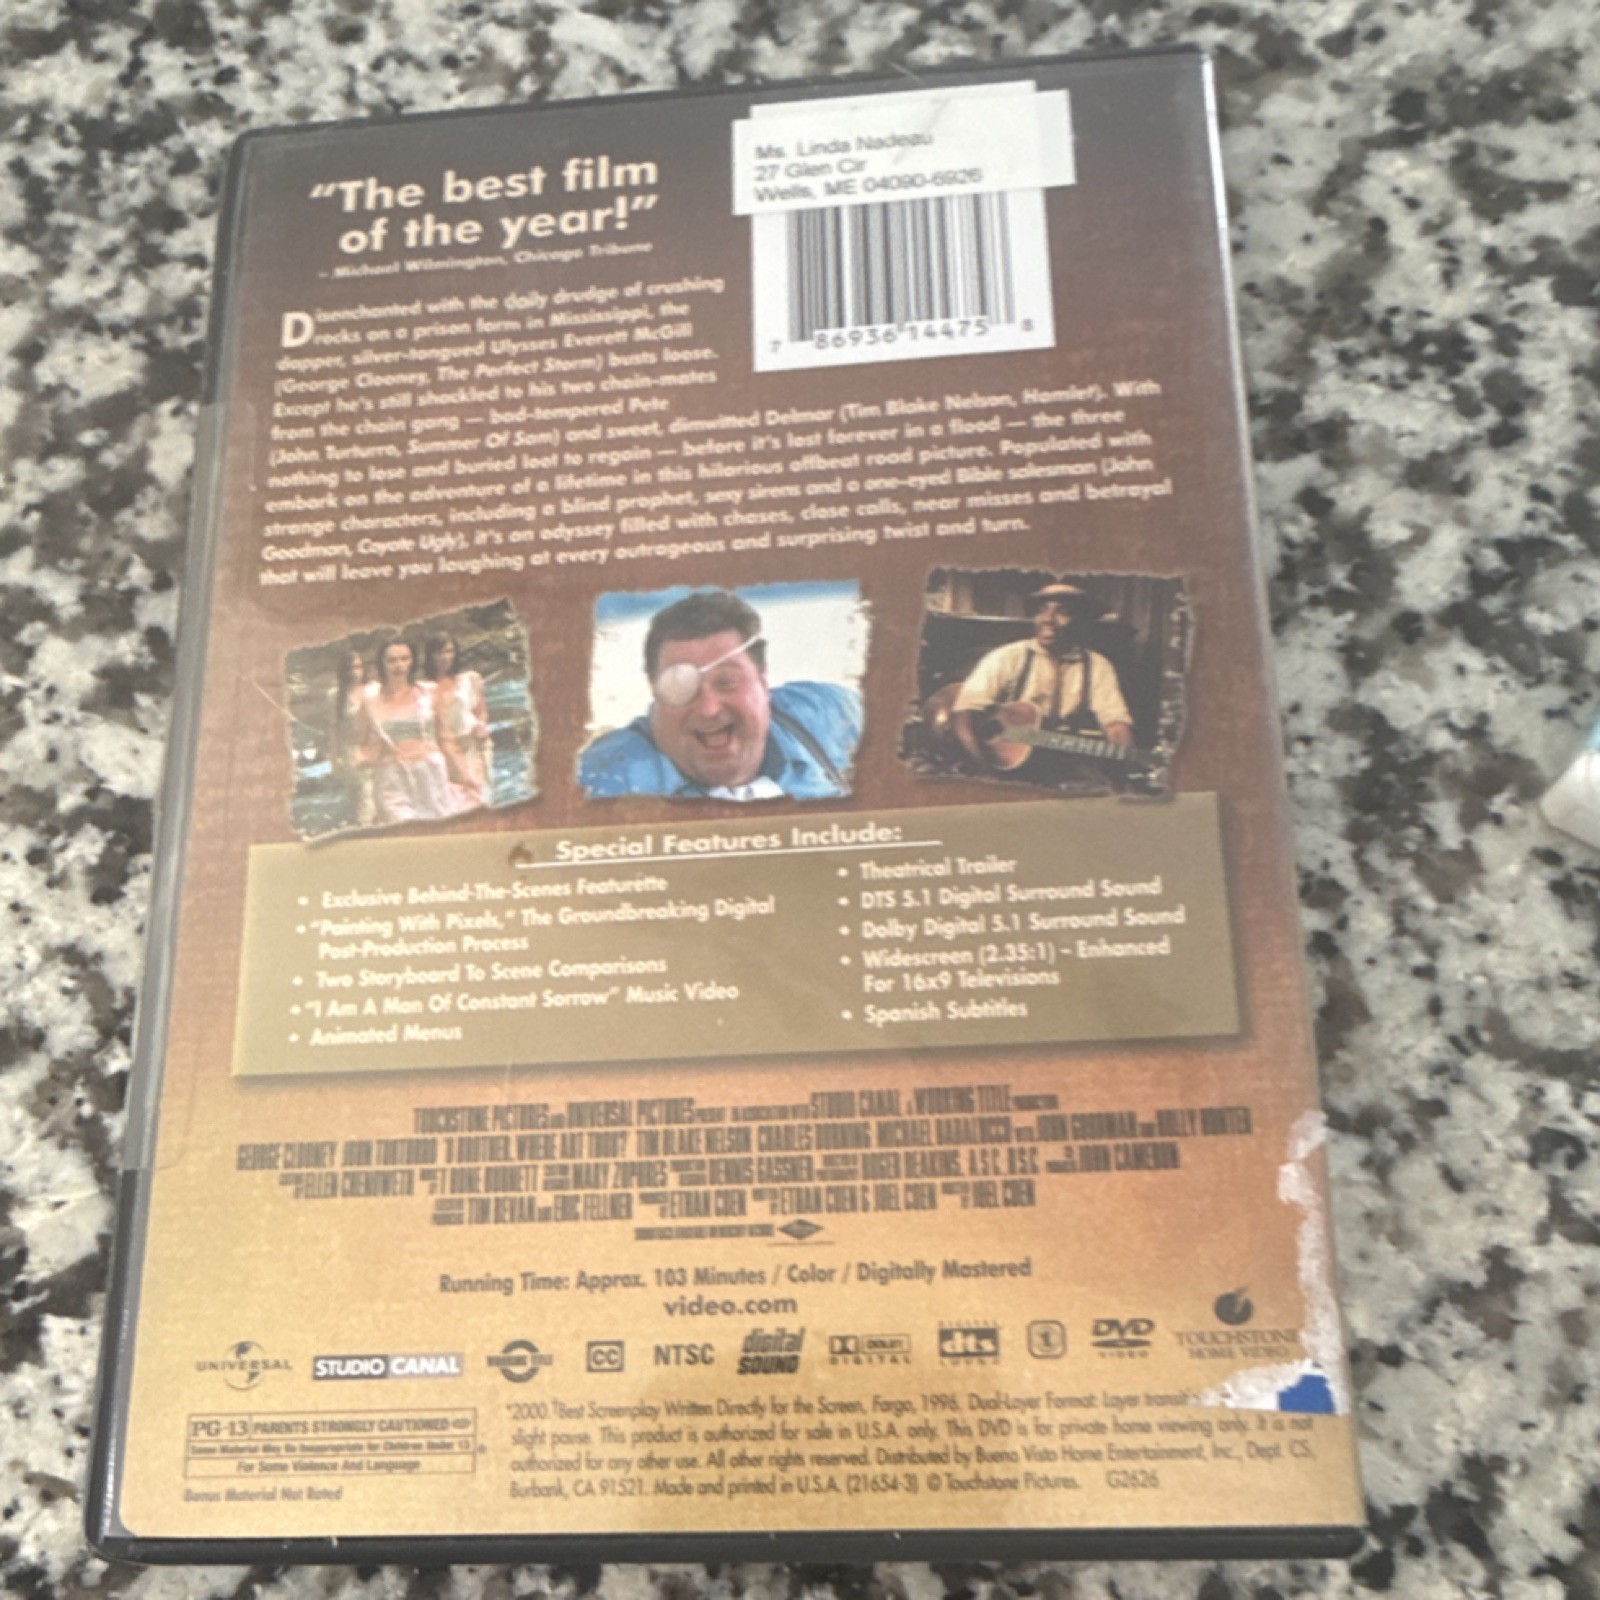 "The best film
of the year!"
– Michael Wilmington, Chicago Tribune
Ms. Linda Nadeau
27 Glen Cir
Wells, ME 04090-6926
7 86936 14475 8
Disenchanted with the daily drudge of crushing
rocks on a prison farm in Mississippi, the
dapper, silver-tongued Ulysses Everett McGill
(George Clooney, The Perfect Storm) busts loose.
Except he's still shackled to his two chain-mates
from the chain gang — bad-tempered Pete
(John Turturro, Summer Of Sam) and sweet, dimwitted Delmar (Tim Blake Nelson, Hamlet). With
nothing to lose and buried loot to regain — before it's lost forever in a flood — the three
embark on the adventure of a lifetime in this hilarious offbeat road picture. Populated with
strange characters, including a blind prophet, sexy sirens and a one-eyed Bible salesman (John
Goodman, Coyote Ugly), it's an odyssey filled with chases, close calls, near misses and betrayal
that will leave you laughing at every outrageous and surprising twist and turn.
Special Features Include:
• Exclusive Behind-The-Scenes Featurette
• "Painting With Pixels," The Groundbreaking Digital
Post-Production Process
• Two Storyboard To Scene Comparisons
• "I Am A Man Of Constant Sorrow" Music Video
• Animated Menus
• Theatrical Trailer
• DTS 5.1 Digital Surround Sound
• Dolby Digital 5.1 Surround Sound
• Widescreen (2.35:1) – Enhanced
For 16x9 Televisions
• Spanish Subtitles
TOUCHSTONE PICTURES AND UNIVERSAL PICTURES PRESENT IN ASSOCIATION WITH STUDIO CANAL A WORKING TITLE PRODUCTION
GEORGE CLOONEY JOHN TURTURRO "O BROTHER, WHERE ART THOU?" TIM BLAKE NELSON CHARLES DURNING MICHAEL BADALUCCO WITH JOHN GOODMAN AND HOLLY HUNTER
ELLEN CHENOWETH T BONE BURNETT MARY ZOPHRES DENNIS GASSNER ROGER DEAKINS, A.S.C. B.S.C. JOHN CAMERON
TIM BEVAN AND ERIC FELLNER ETHAN COEN ETHAN COEN & JOEL COEN JOEL COEN
Running Time: Approx. 103 Minutes / Color / Digitally Mastered
video.com
UNIVERSAL STUDIO CANAL WORKING TITLE CC NTSC digital SOUND DOLBY DIGITAL DIGITAL dts 1 DVD VIDEO TOUCHSTONE HOME VIDEO
PG-13 PARENTS STRONGLY CAUTIONED
Some Material May Be Inappropriate for Children Under 13
For Some Violence And Language
Bonus Material Not Rated
*2000. †Best Screenplay Written Directly for the Screen, Fargo, 1996. Dual-Layer Format: Layer
slight pause. This product is authorized for sale in U.S.A. only. This DVD is for private home viewing only. It is not
authorized for any other use. All other rights reserved. Distributed by Buena Vista Home Entertainment, Inc., Dept. CS,
Burbank, CA 91521. Made and printed in U.S.A. (21654-3) © Touchstone Pictures. G2626